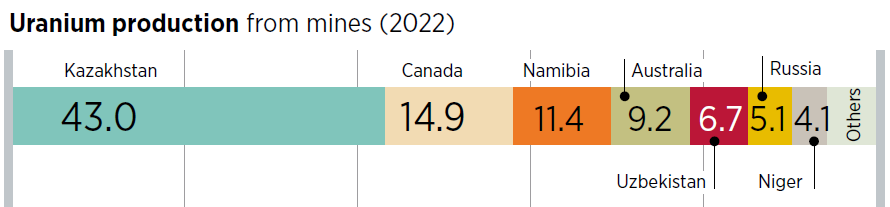 Uranium production from mines (2022)
Kazakhstan Canada Namibia Australia Russia
43.0 14.9 11.4 9.2 6.7 5.1 4.1 Others
Uzbekistan Niger